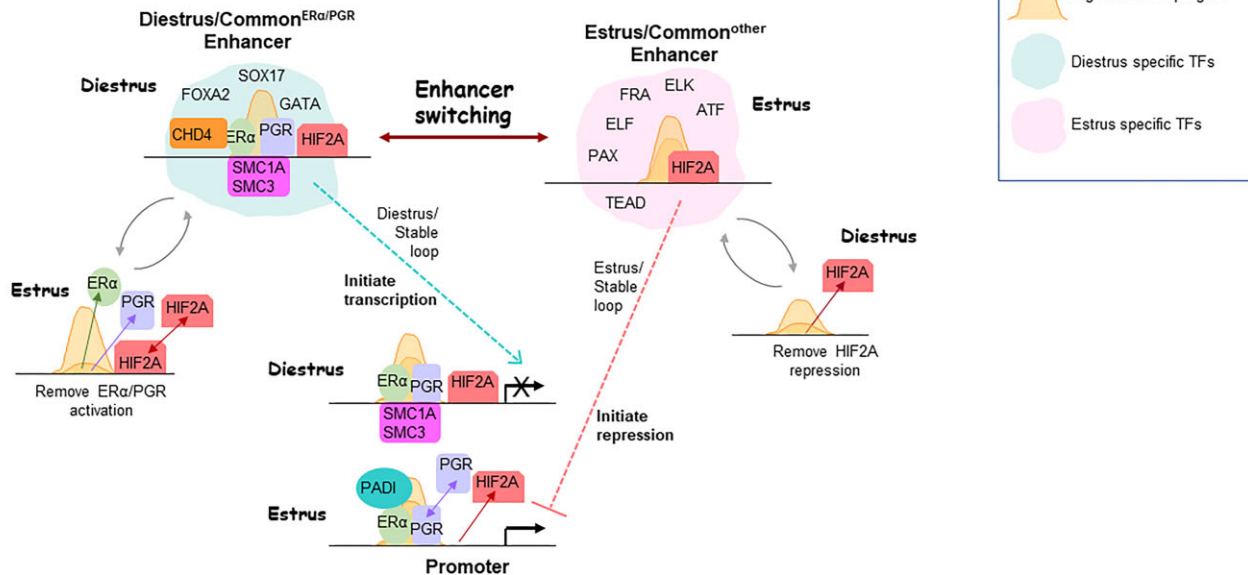 Diestrus/Common^ERα/PGR
Enhancer
Diestrus
SOX17
FOXA2
GATA
CHD4
ERα
PGR
HIF2A
SMC1A
SMC3
Enhancer
switching
Estrus/Common^other
Enhancer
Estrus
ELK
FRA
ATF
ELF
PAX
HIF2A
TEAD
Diestrus specific TFs
Estrus specific TFs
Estrus
ERα
PGR
HIF2A
HIF2A
Remove ERα/PGR
activation
Diestrus/
Stable
loop
Initiate
transcription
Estrus/
Stable
loop
Initiate
repression
Diestrus
HIF2A
Remove HIF2A
repression
Diestrus
ERα
PGR
HIF2A
X
SMC1A
SMC3
Estrus
PADI
PGR
HIF2A
ERα
PGR
Promoter